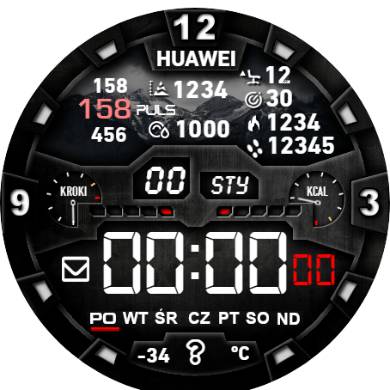 12
HUAWEI
158 1234 12
158 PULS 30
456 1000 1234
12345
9 KROKI 00 STY KCAL 3
00:00 00
PO WT ŚR CZ PT SO ND
-34 ? °C